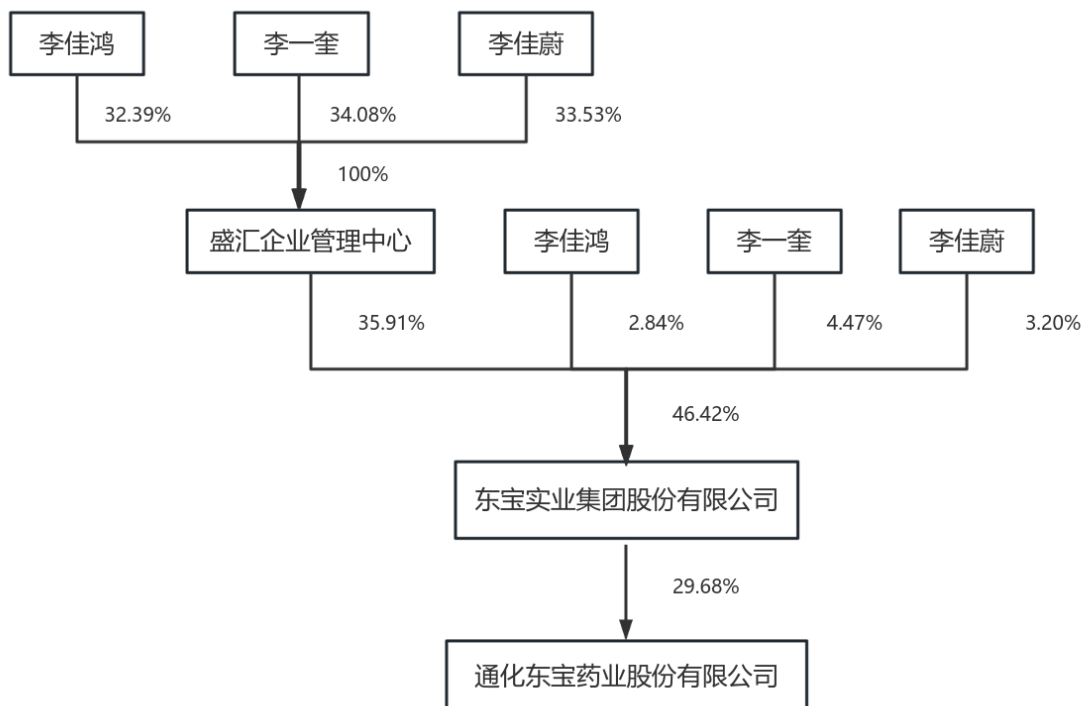 李佳鸿
李一奎
李佳蔚
32.39%
34.08%
33.53%
100%
盛汇企业管理中心
李佳鸿
李一奎
李佳蔚
35.91%
2.84%
4.47%
3.20%
46.42%
东宝实业集团股份有限公司
29.68%
通化东宝药业股份有限公司